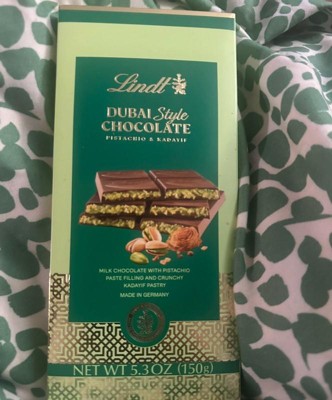 Lindt
DUBAI Style
CHOCOLATE
PISTACHIO & KADAYIF
MILK CHOCOLATE WITH PISTACHIO
PASTE FILLING AND CRUNCHY
KADAYIF PASTRY
MADE IN GERMANY
NET WT 5.3 OZ (150g)